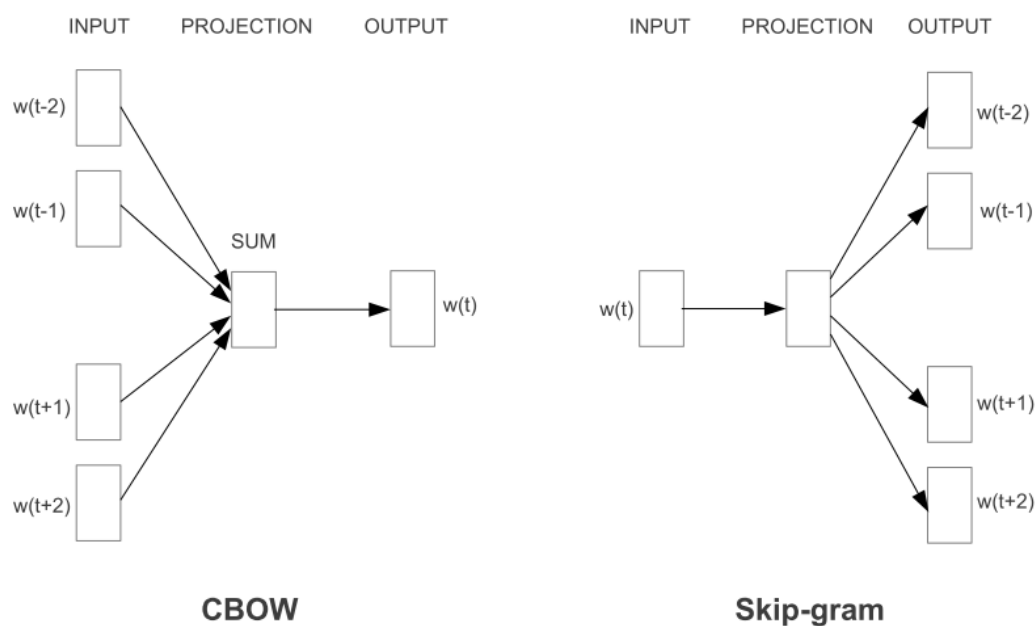 INPUT PROJECTION OUTPUT
w(t-2)
w(t-1)
SUM
w(t)
w(t+1)
w(t+2)
CBOW
INPUT PROJECTION OUTPUT
w(t-2)
w(t-1)
w(t)
w(t+1)
w(t+2)
Skip-gram